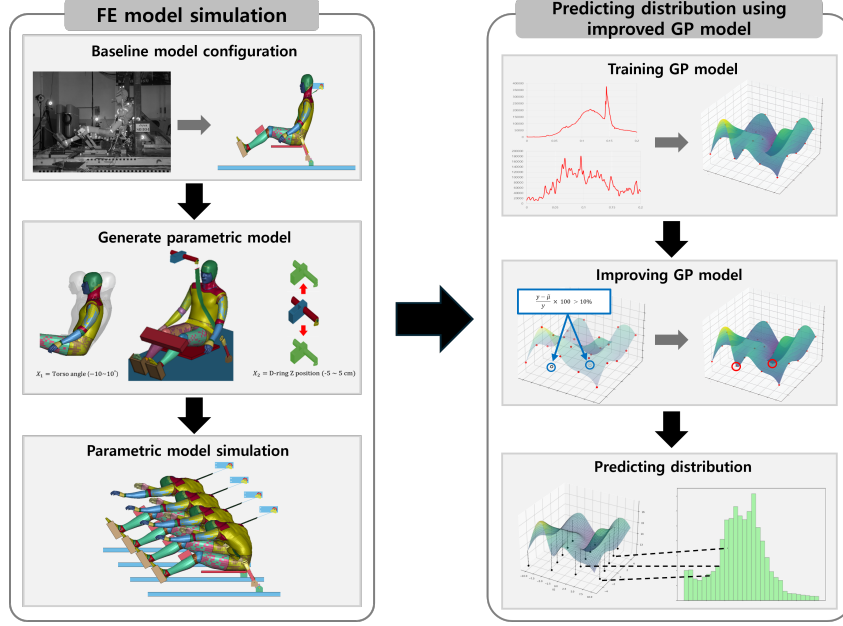 FE model simulation
Baseline model configuration
Generate parametric model
X₁ = Torso angle (−10~10°)
X₂ = D-ring Z position (-5 ~ 5 cm)
Parametric model simulation
Predicting distribution using
improved GP model
Training GP model
Improving GP model
y − μ̂ / y × 100 > 10%
Predicting distribution